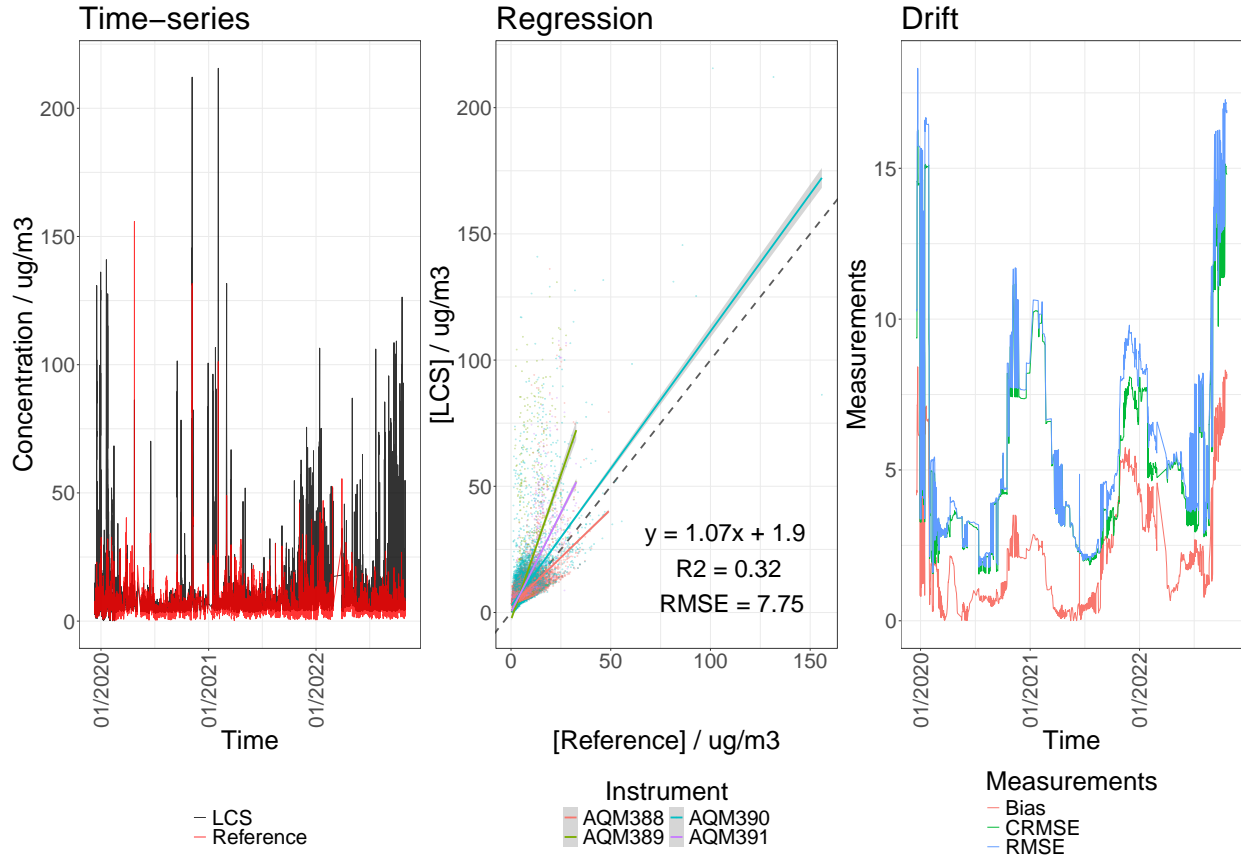 Time−series
Concentration / ug/m3
200
150
100
50
0
01/2020
01/2021
01/2022
Time
LCS
Reference
Regression
[LCS] / ug/m3
200
150
100
50
0
y = 1.07x + 1.9
R2 = 0.32
RMSE = 7.75
0
50
100
150
[Reference] / ug/m3
Instrument
AQM388
AQM390
AQM389
AQM391
Drift
Measurements
15
10
5
0
01/2020
01/2021
01/2022
Time
Measurements
Bias
CRMSE
RMSE